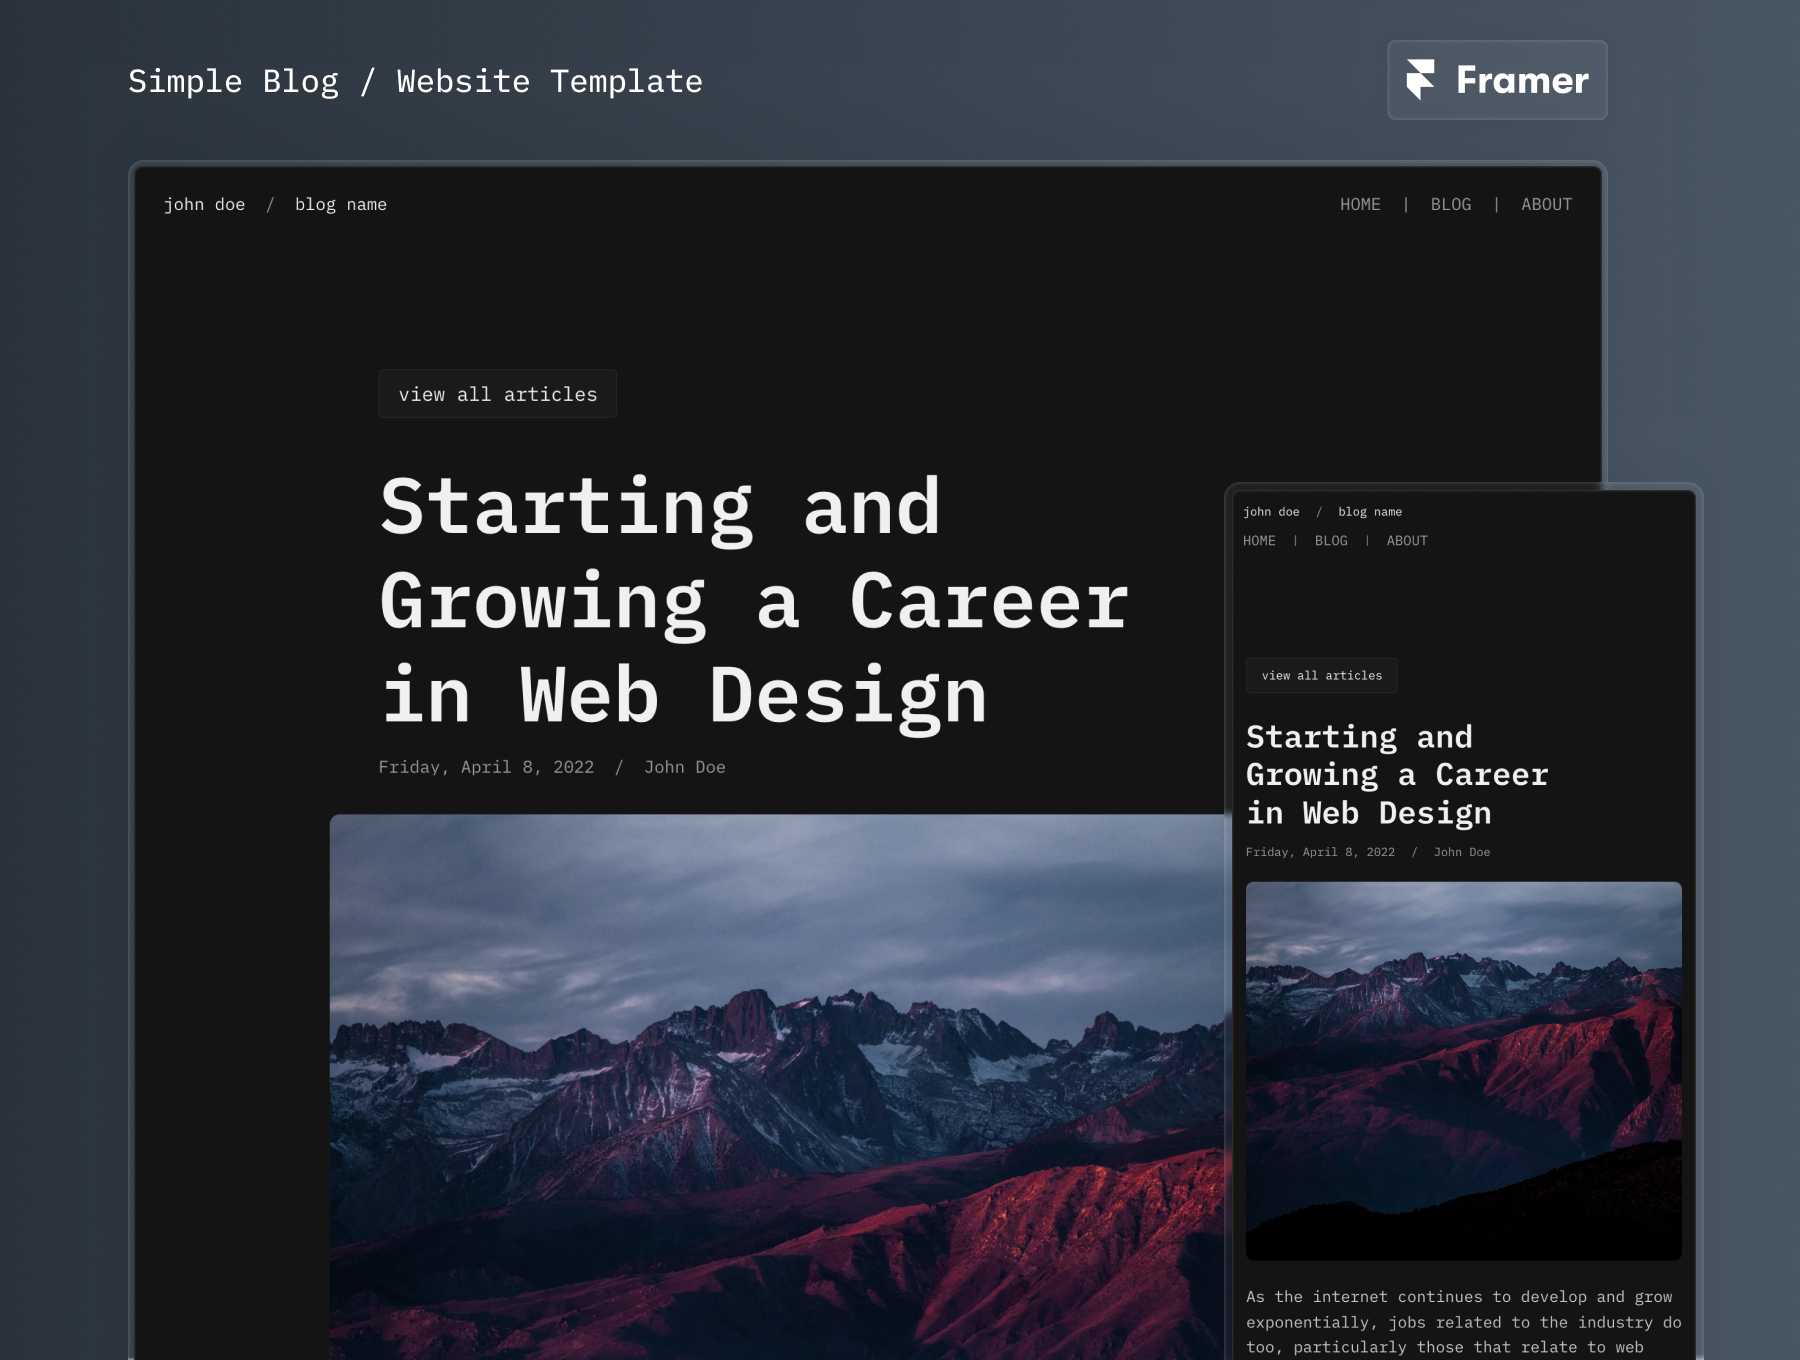 Simple Blog / Website Template
Framer
john doe / blog name
HOME | BLOG | ABOUT
view all articles
Starting and
Growing a Career
in Web Design
Friday, April 8, 2022 / John Doe
john doe / blog name
HOME | BLOG | ABOUT
view all articles
Starting and
Growing a Career
in Web Design
Friday, April 8, 2022 / John Doe
As the internet continues to develop and grow
exponentially, jobs related to the industry do
too, particularly those that relate to web